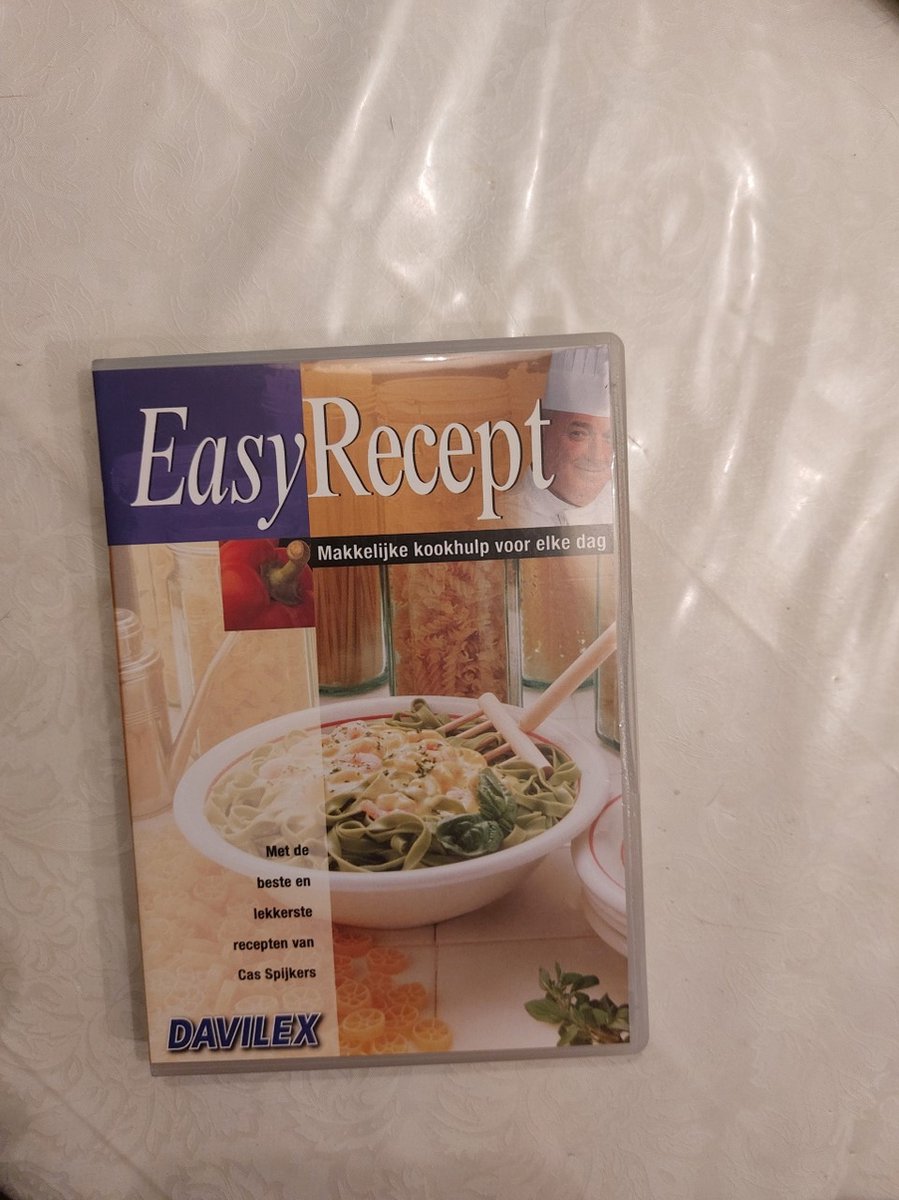 EasyRecept
Makkelijke kookhulp voor elke dag
Met de
beste en
lekkerste
recepten van
Cas Spijkers
DAVILEX